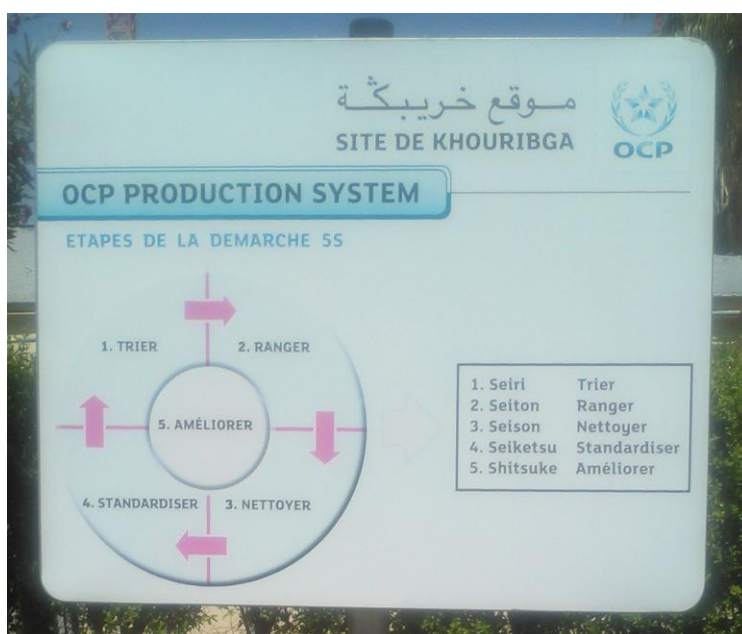 موقع خريبڭة
SITE DE KHOURIBGA
OCP
OCP PRODUCTION SYSTEM
ETAPES DE LA DEMARCHE 5S
1. TRIER
2. RANGER
5. AMÉLIORER
4. STANDARDISER
3. NETTOYER
1. Seiri Trier
2. Seiton Ranger
3. Seison Nettoyer
4. Seiketsu Standardiser
5. Shitsuke Améliorer